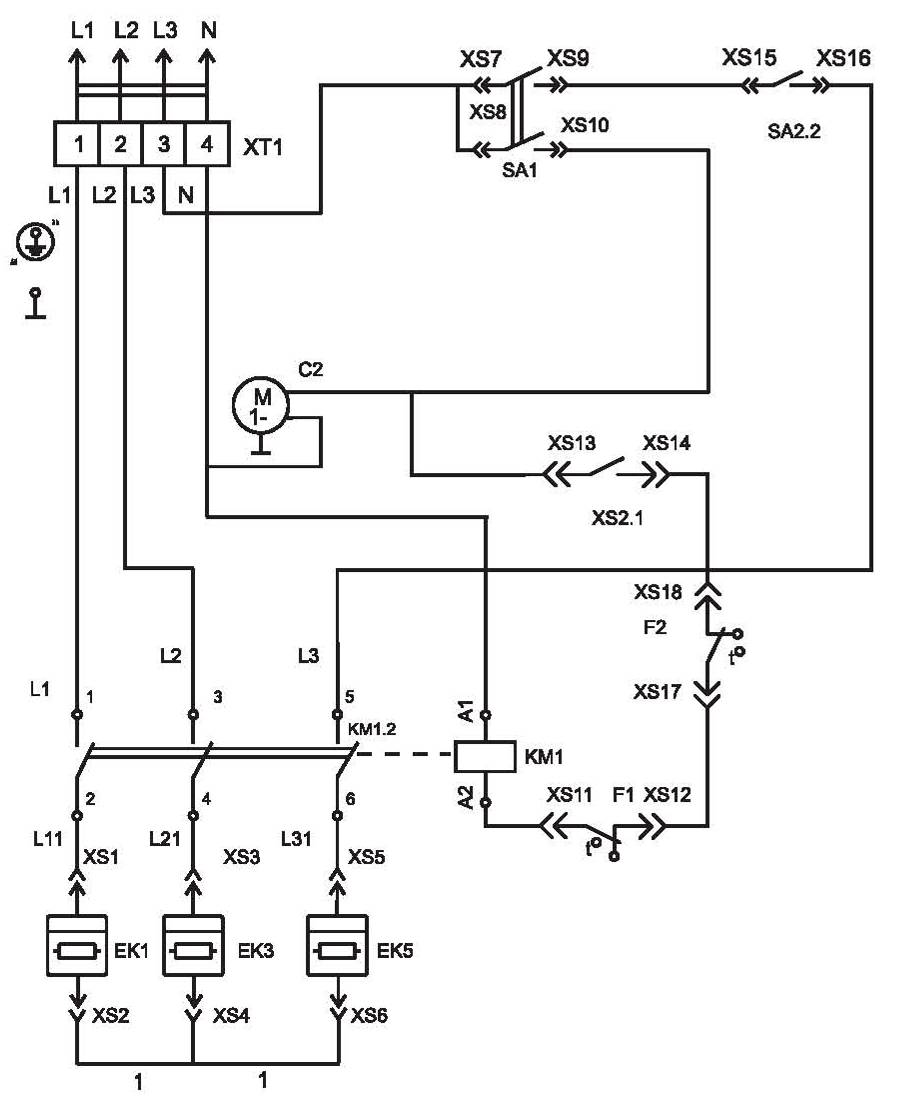 L1 L2 L3 N
XS7 XS9 XS15 XS16
XS8
XS10
SA1
SA2.2
1 2 3 4 XT1
L1 L2 L3 N
“ ”
C2
M
1-
XS13 XS14
XS2.1
XS18
F2
t°
XS17
L2 L3
L1 1 3 5
KM1.2
A1
KM1
A2
2 4 6
XS11 F1 XS12
t°
L11 L21 L31
XS1 XS3 XS5
EK1 EK3 EK5
XS2 XS4 XS6
1 1